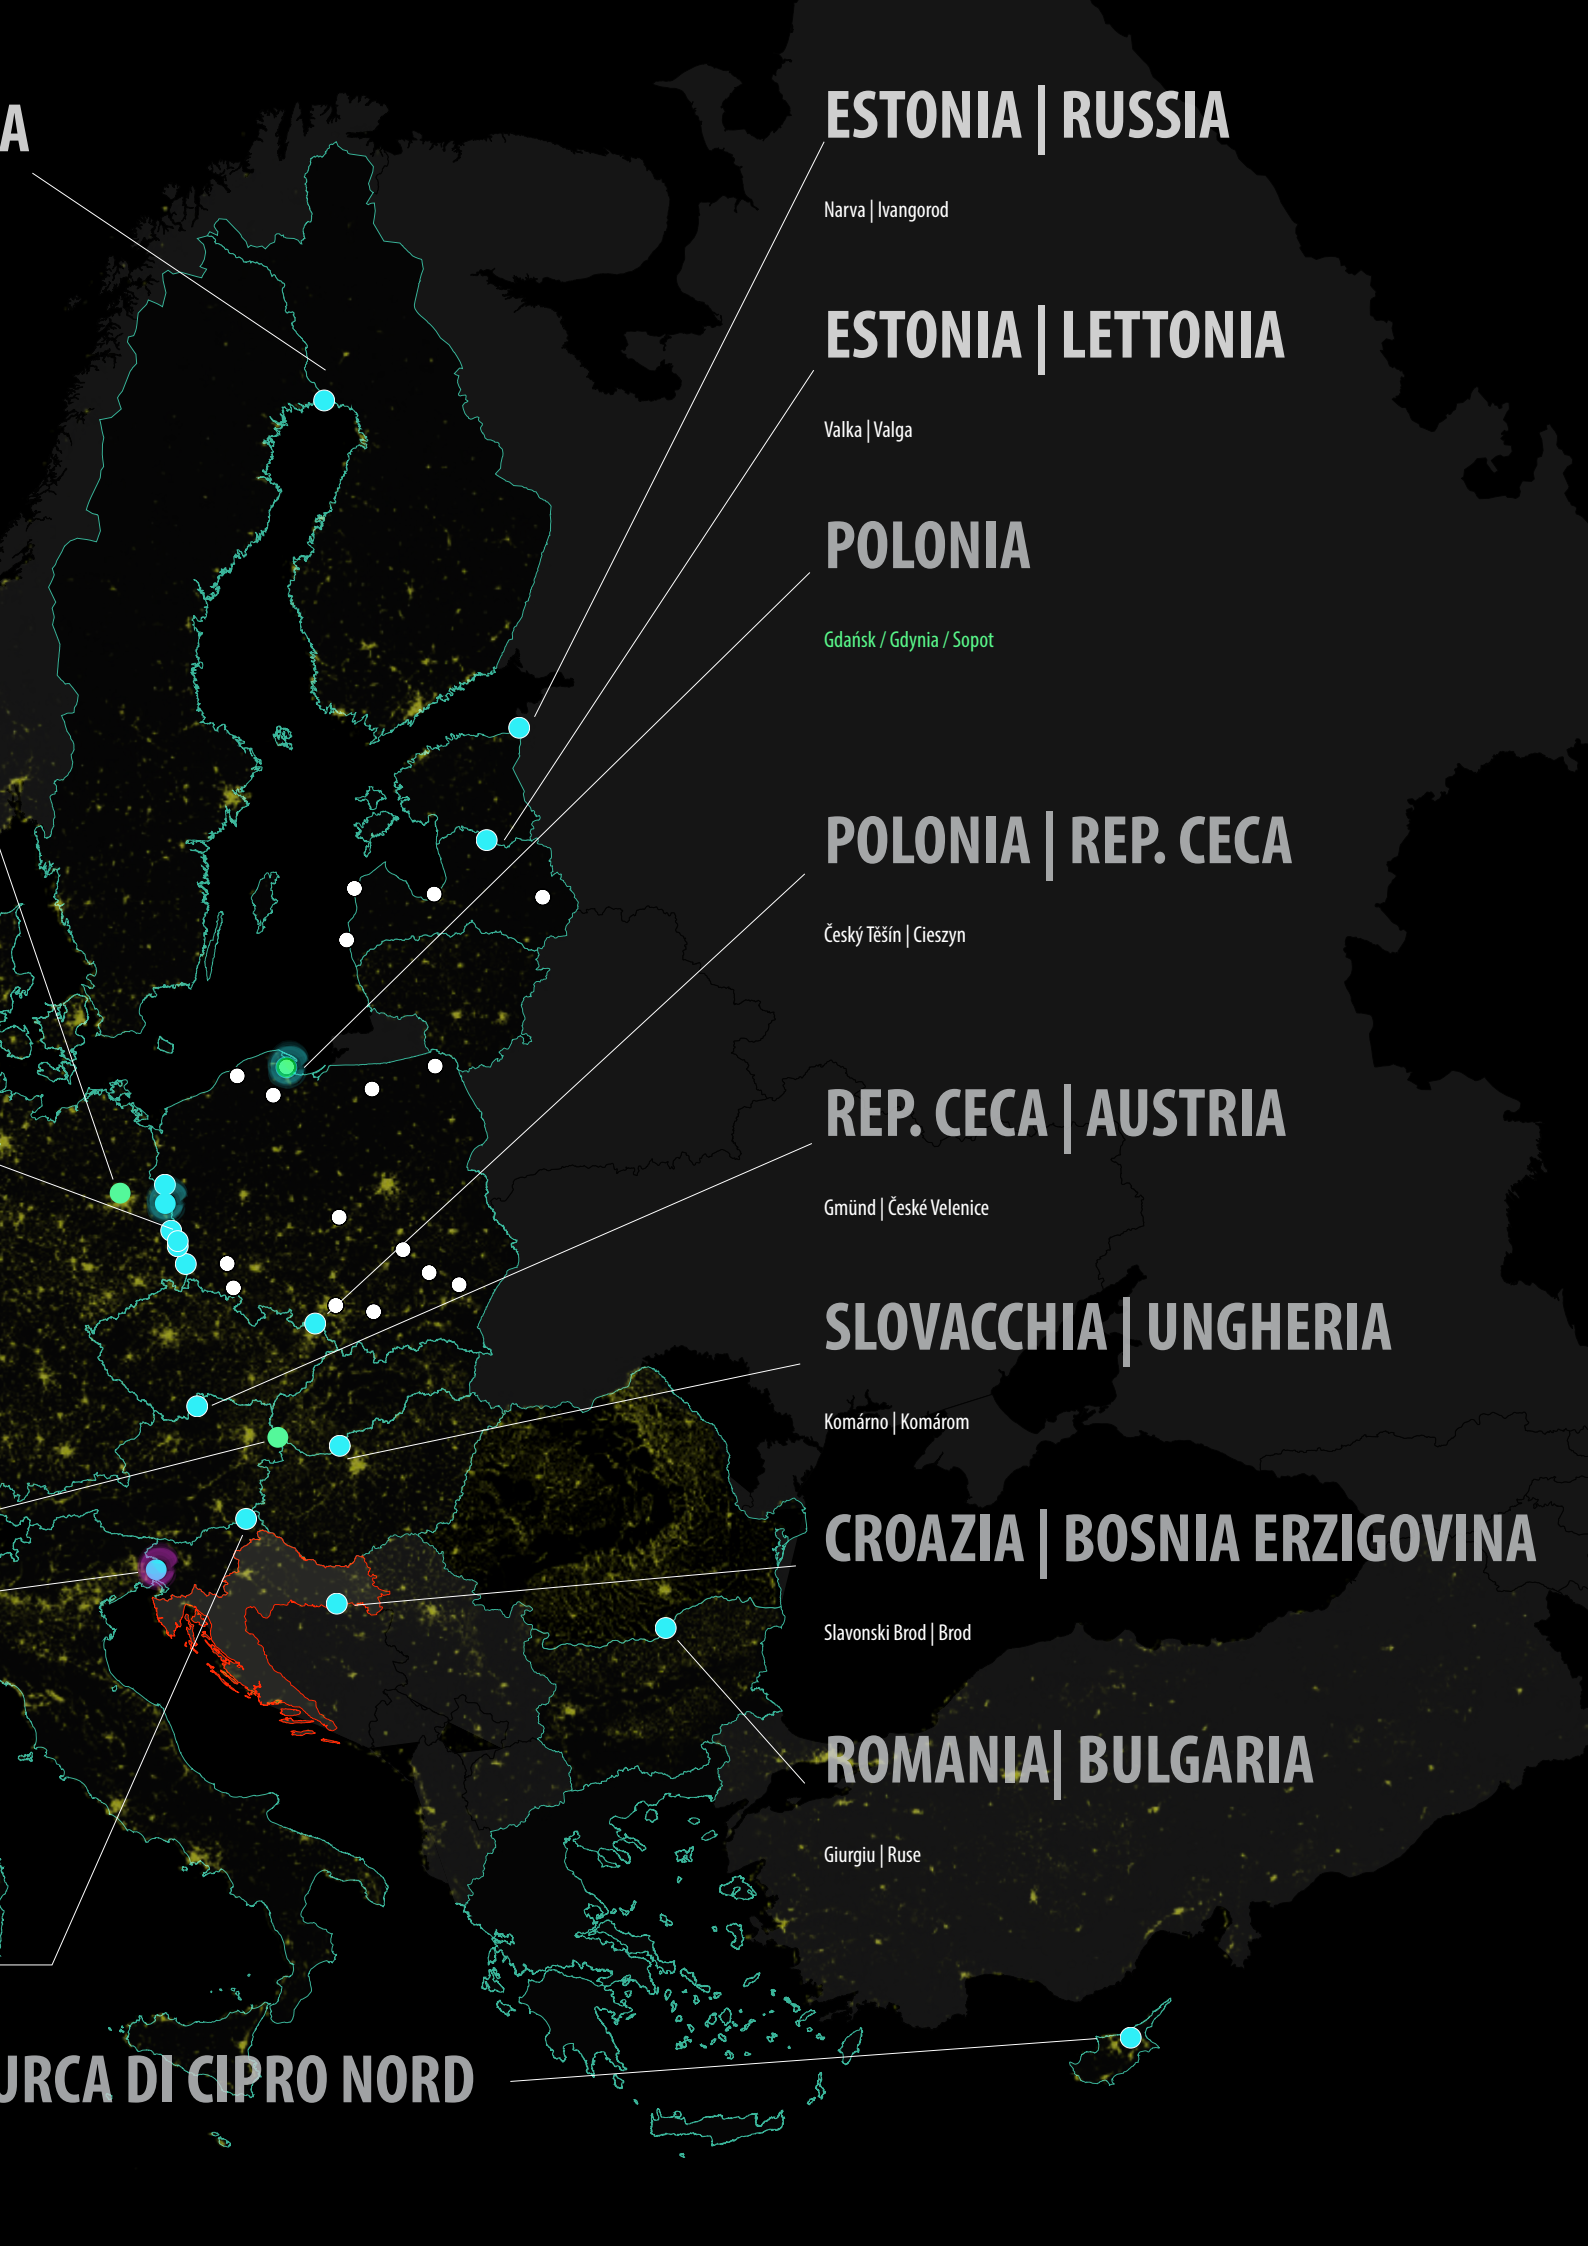 A
ESTONIA | RUSSIA
Narva | Ivangorod
ESTONIA | LETTONIA
Valka | Valga
POLONIA
Gdańsk / Gdynia / Sopot
POLONIA | REP. CECA
Český Těšín | Cieszyn
REP. CECA | AUSTRIA
Gmünd | České Velenice
SLOVACCHIA | UNGHERIA
Komárno | Komárom
CROAZIA | BOSNIA ERZIGOVINA
Slavonski Brod | Brod
ROMANIA| BULGARIA
Giurgiu | Ruse
URCA DI CIPRO NORD